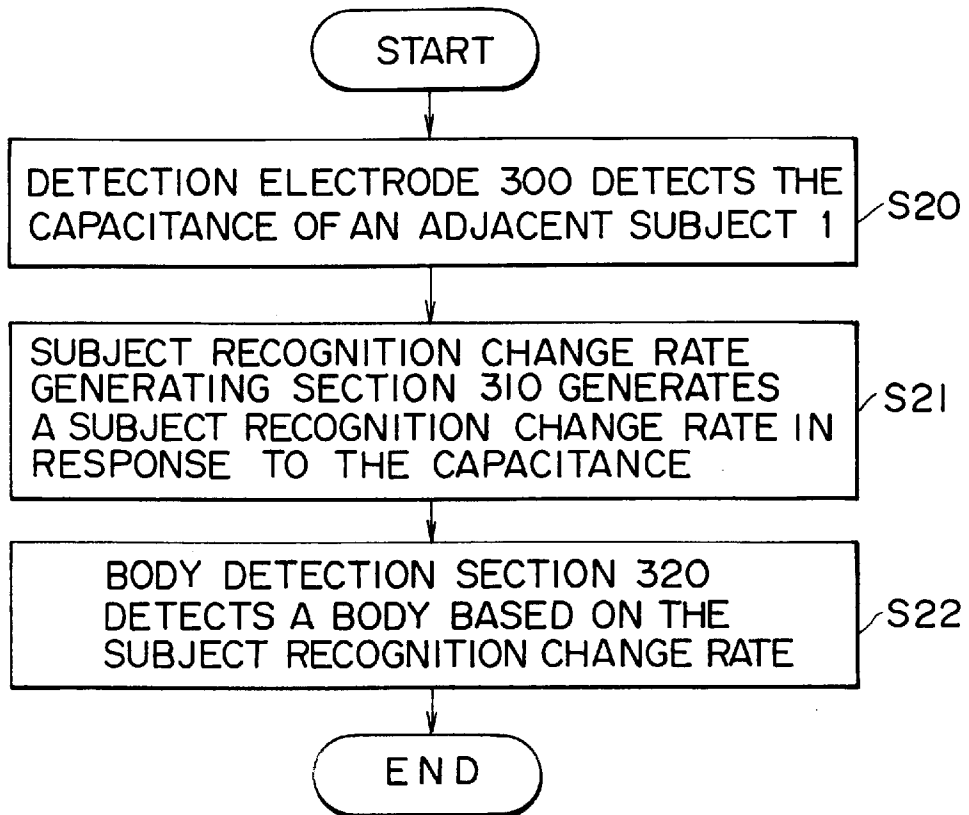 START
DETECTION ELECTRODE 300 DETECTS THE
CAPACITANCE OF AN ADJACENT SUBJECT 1
S20
SUBJECT RECOGNITION CHANGE RATE
GENERATING SECTION 310 GENERATES
A SUBJECT RECOGNITION CHANGE RATE IN
RESPONSE TO THE CAPACITANCE
S21
BODY DETECTION SECTION 320
DETECTS A BODY BASED ON THE
SUBJECT RECOGNITION CHANGE RATE
S22
END